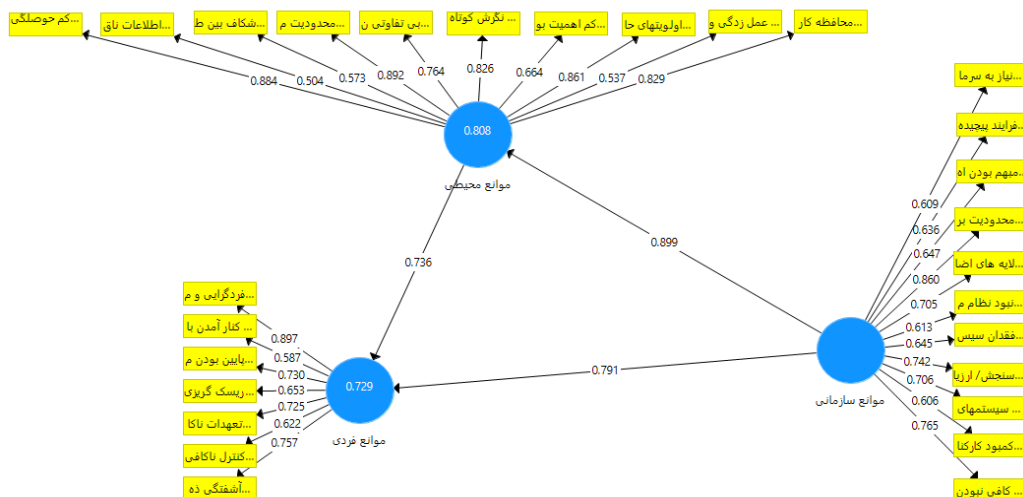 کم حوصلگی...
اطلاعات ناق...
شکاف بین ط...
محدودیت م...
بی تفاوتی ن...
نگرش کوتاه ...
کم اهمیت بو...
اولویتهای حا...
عمل زدگی و ...
محافظه کار...
0.884
0.504
0.573
0.892
0.764
0.826
0.664
0.861
0.537
0.829
0.808
موانع محیطی
نیاز به سرما...
فرایند پیچیده...
مبهم بودن اه...
محدودیت بر...
لایه های اضا...
نبود نظام م...
فقدان سیس...
سنجش/ ارزیا...
سیستمهای ...
کمبود کارکنا...
کافی نبودن ...
0.609
0.636
0.647
0.860
0.705
0.613
0.645
0.742
0.706
0.606
0.765
موانع سازمانی
0.899
0.736
0.791
فردگرایی و م...
کنار آمدن با ...
پایین بودن م...
ریسک گریزی...
تعهدات ناکا...
کنترل ناکافی...
آشفتگی ذه...
0.897
0.587
0.730
0.653
0.725
0.622
0.757
0.729
موانع فردی